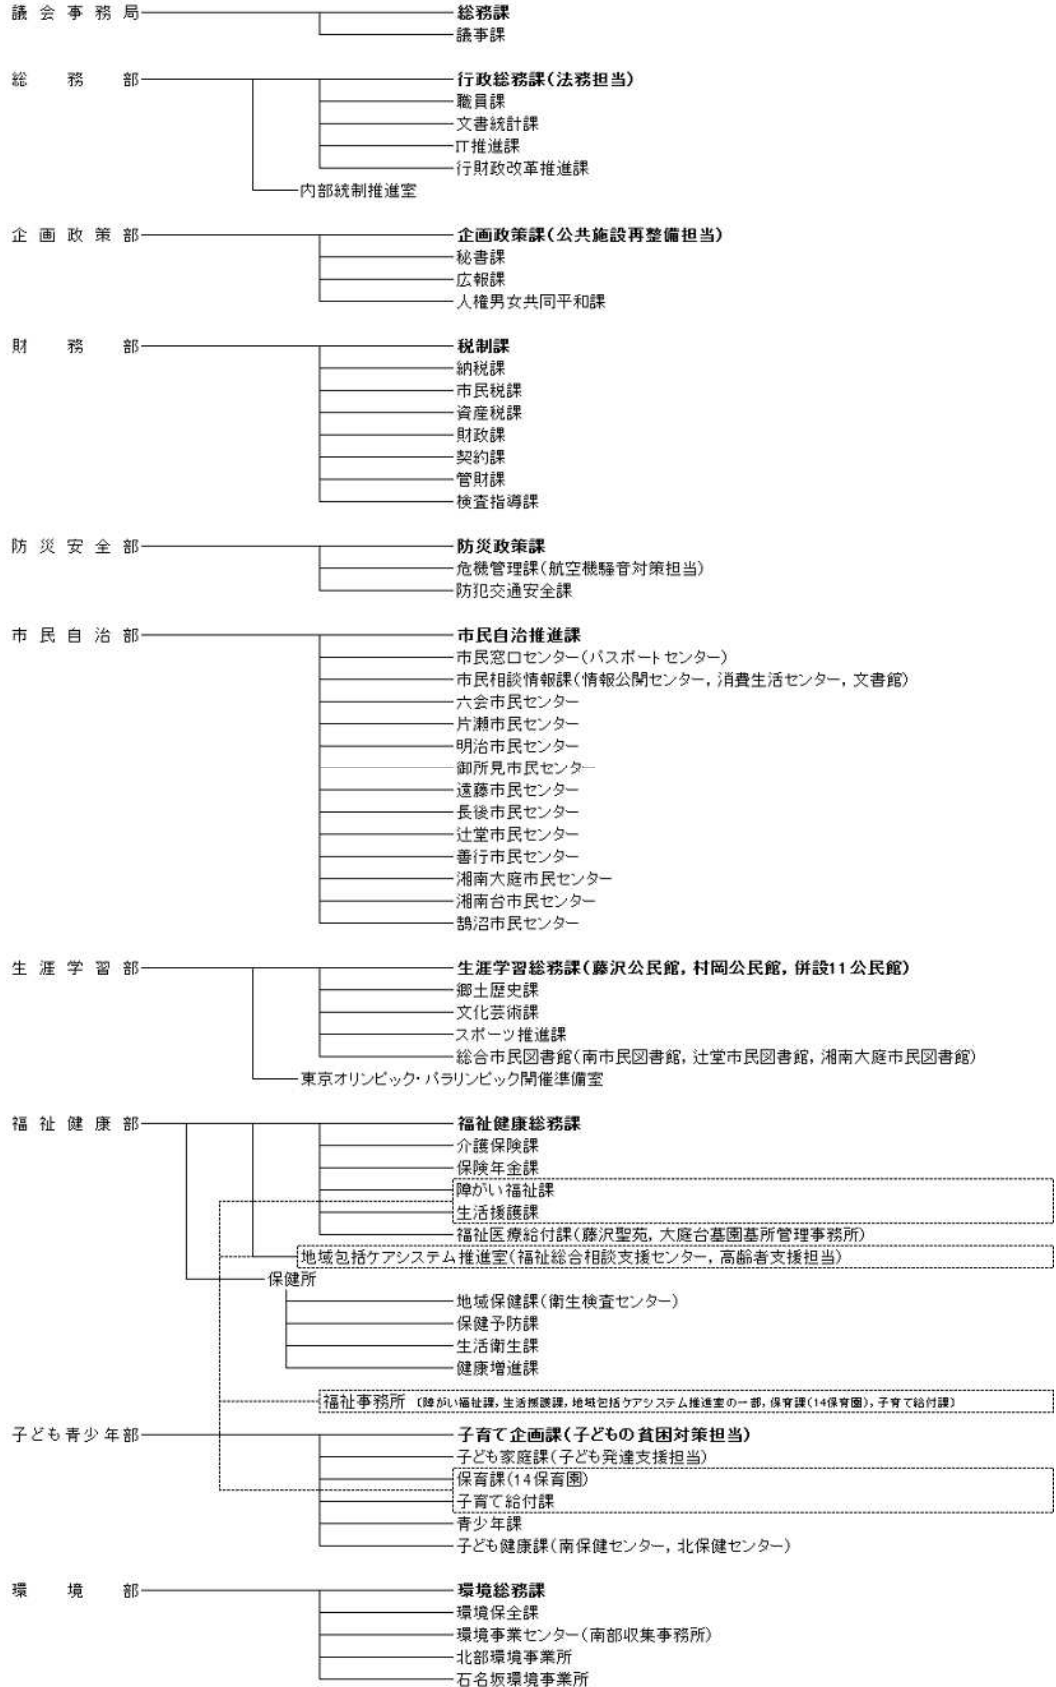 議会事務局 総務課
議事課
総務部 行政総務課(法務担当)
職員課
文書統計課
IT推進課
行財政改革推進課
内部統制推進室
企画政策部 企画政策課(公共施設再整備担当)
秘書課
広報課
人権男女共同平和課
財務部 税制課
納税課
市民税課
資産税課
財政課
契約課
管財課
検査指導課
防災安全部 防災政策課
危機管理課(航空機騒音対策担当)
防犯交通安全課
市民自治部 市民自治推進課
市民窓口センター(パスポートセンター)
市民相談情報課(情報公開センター, 消費生活センター, 文書館)
六会市民センター
片瀬市民センター
明治市民センター
御所見市民センター
遠藤市民センター
長後市民センター
辻堂市民センター
善行市民センター
湘南大庭市民センター
湘南台市民センター
鵠沼市民センター
生涯学習部 生涯学習総務課(藤沢公民館, 村岡公民館, 併設11公民館)
郷土歴史課
文化芸術課
スポーツ推進課
総合市民図書館(南市民図書館, 辻堂市民図書館, 湘南大庭市民図書館)
東京オリンピック・パラリンピック開催準備室
福祉健康部 福祉健康総務課
介護保険課
保険年金課
障がい福祉課
生活援護課
福祉医療給付課(藤沢聖苑, 大庭台墓園墓所管理事務所)
地域包括ケアシステム推進室(福祉総合相談支援センター, 高齢者支援担当)
保健所
地域保健課(衛生検査センター)
保健予防課
生活衛生課
健康増進課
福祉事務所 〔障がい福祉課, 生活援護課, 地域包括ケアシステム推進室の一部, 保育課(14保育園), 子育て給付課〕
子ども青少年部 子育て企画課(子どもの貧困対策担当)
子ども家庭課(子ども発達支援担当)
保育課(14保育園)
子育て給付課
青少年課
子ども健康課(南保健センター, 北保健センター)
環境部 環境総務課
環境保全課
環境事業センター(南部収集事務所)
北部環境事業所
石名坂環境事業所